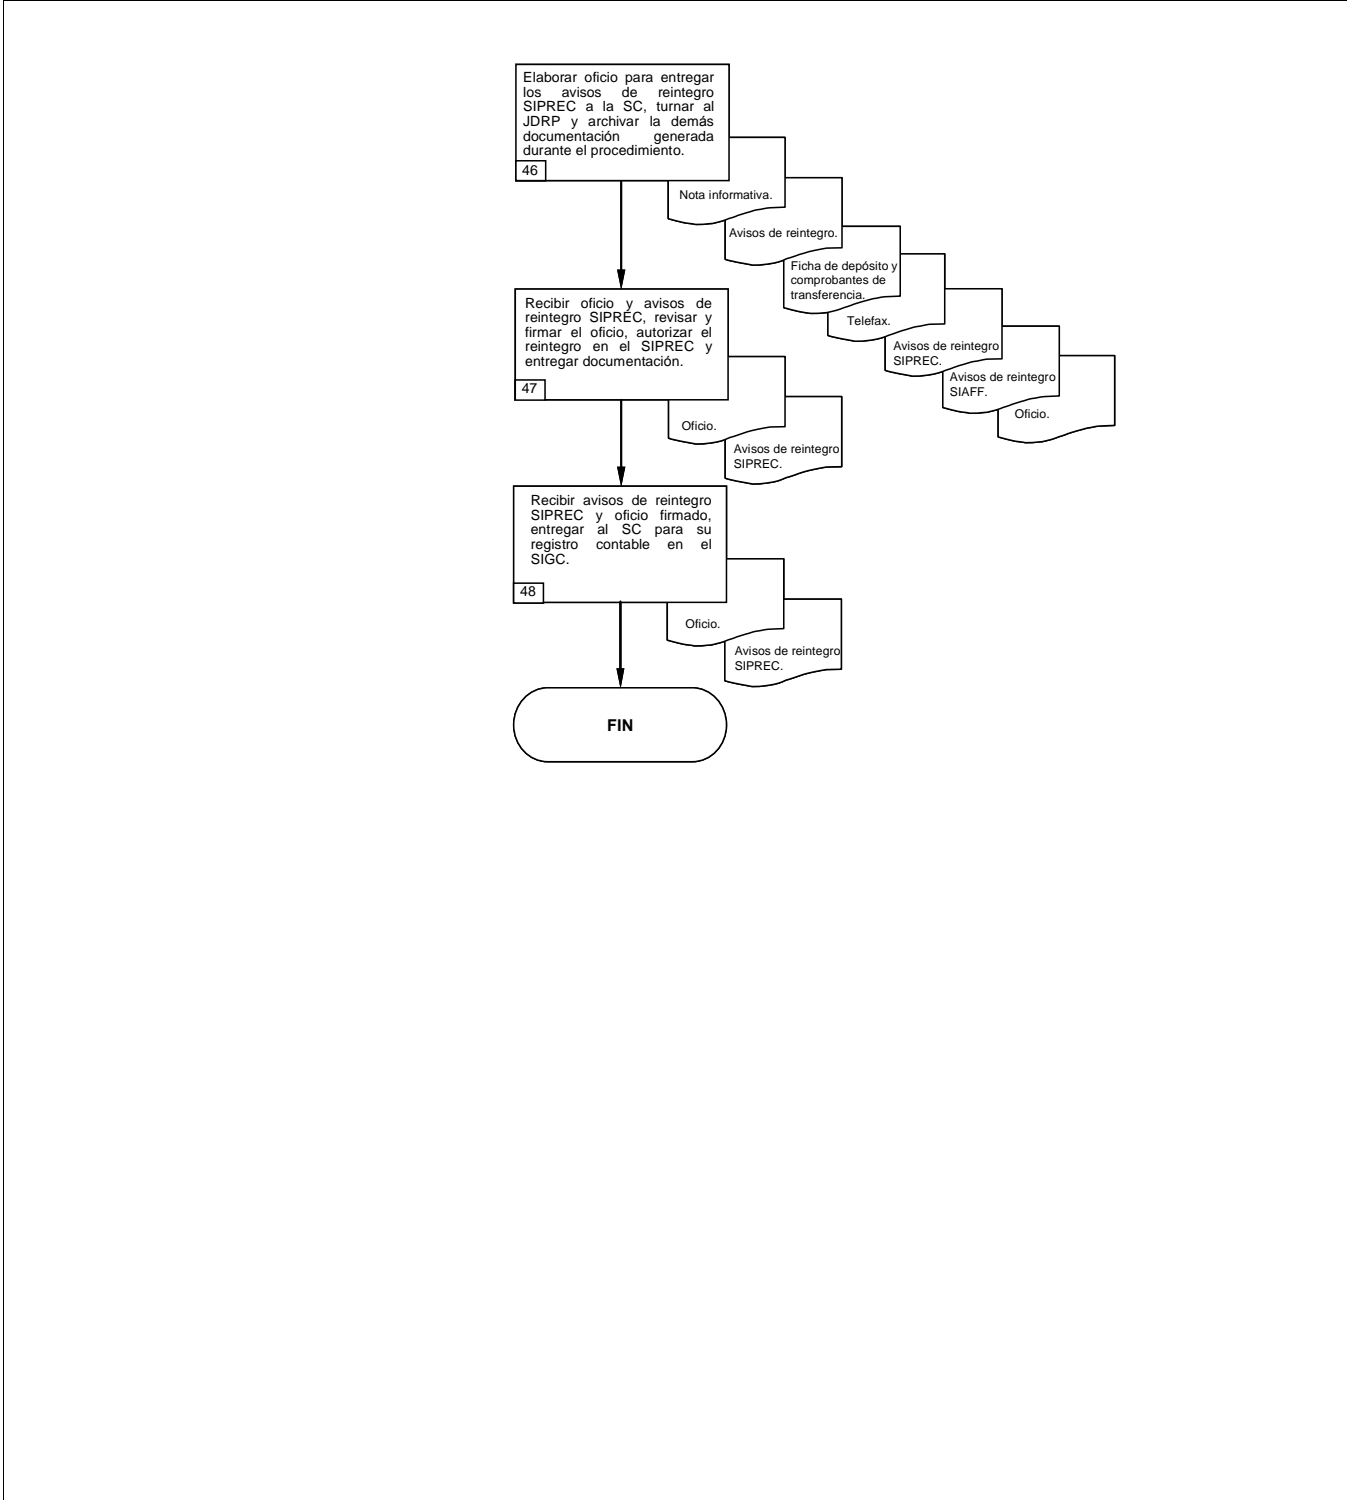 Elaborar oficio para entregar
los avisos de reintegro
SIPREC a la SC, turnar al
JDRP y archivar la demás
documentación generada
durante el procedimiento.
46
Nota informativa.
Avisos de reintegro.
Ficha de depósito y
comprobantes de
transferencia.
Telefax.
Avisos de reintegro
SIPREC.
Avisos de reintegro
SIAFF.
Oficio.
Recibir oficio y avisos de
reintegro SIPREC, revisar y
firmar el oficio, autorizar el
reintegro en el SIPREC y
entregar documentación.
47
Oficio.
Avisos de reintegro
SIPREC.
Recibir avisos de reintegro
SIPREC y oficio firmado,
entregar al SC para su
registro contable en el
SIGC.
48
Oficio.
Avisos de reintegro
SIPREC.
FIN